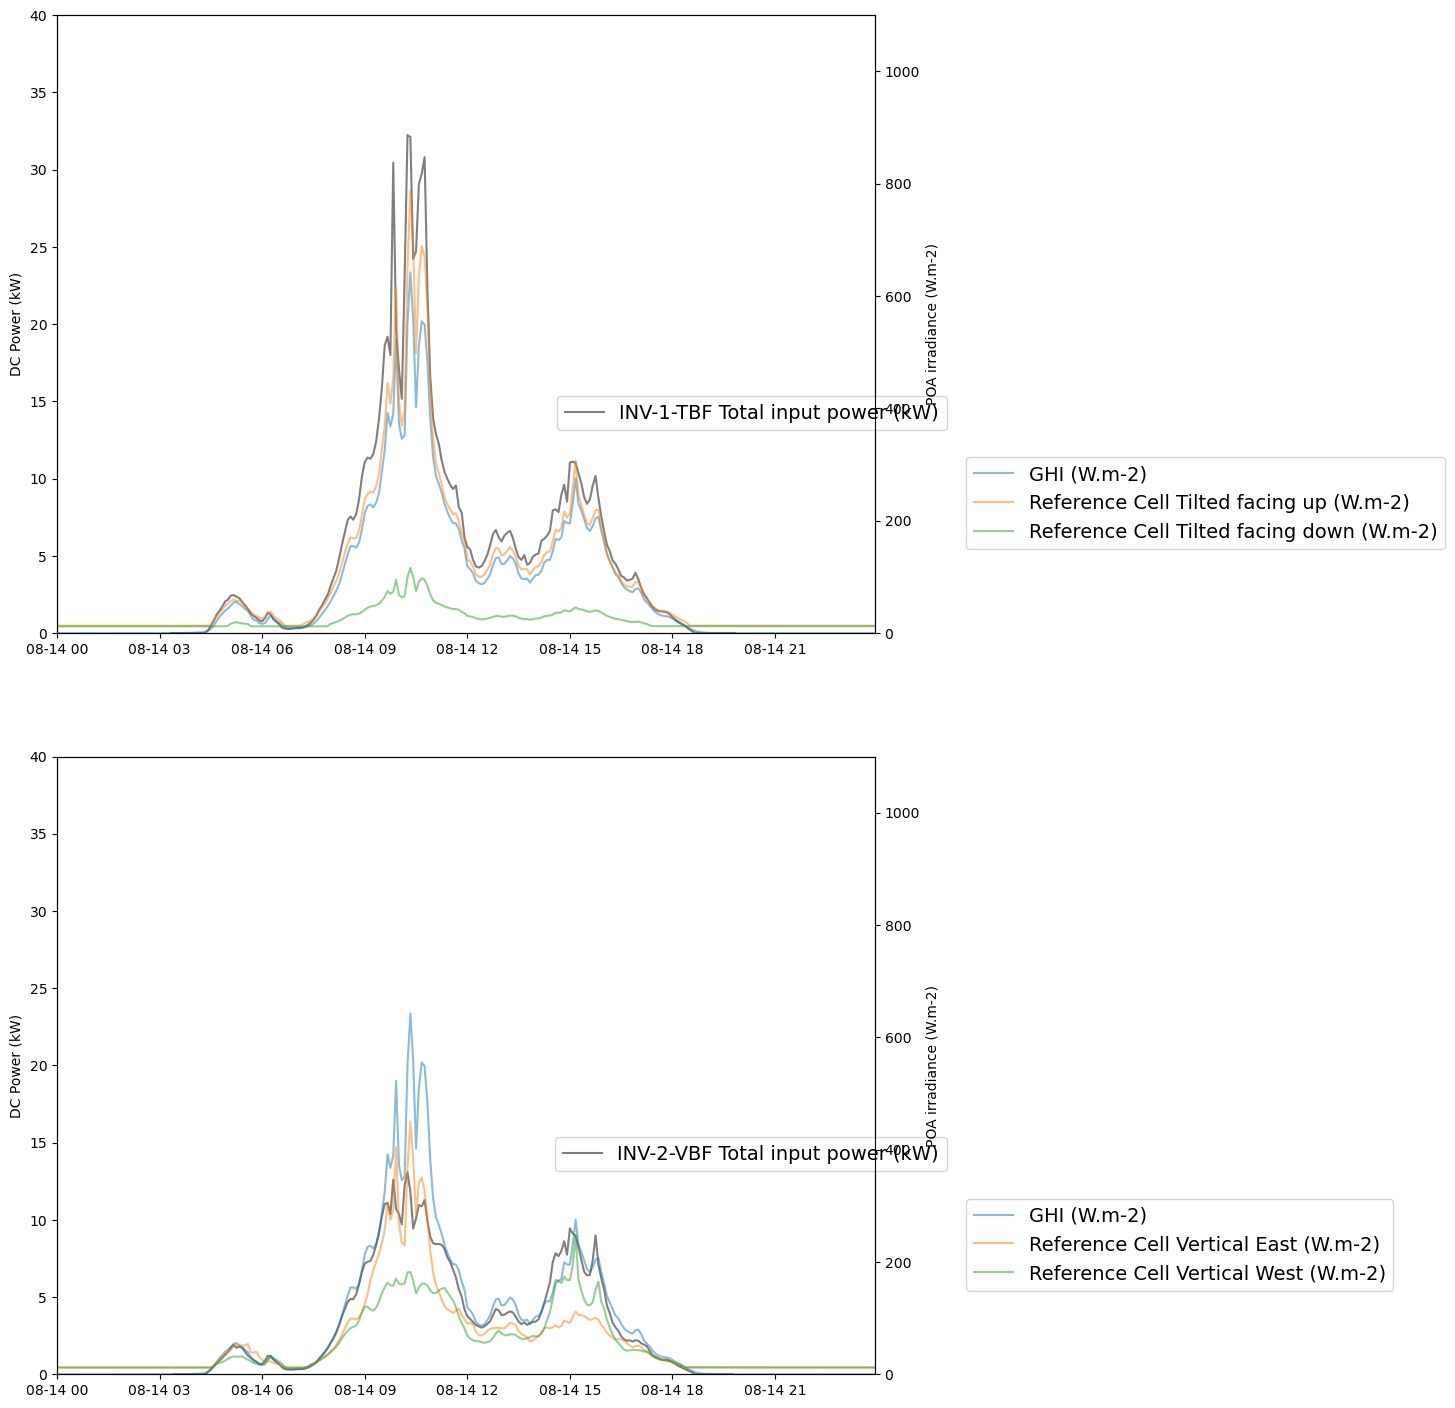 40
35
30
25
20
15
10
5
0
DC Power (kW)
1000
800
600
400
200
0
POA irradiance (W.m-2)
INV-1-TBF Total input power (kW)
GHI (W.m-2)
Reference Cell Tilted facing up (W.m-2)
Reference Cell Tilted facing down (W.m-2)
08-14 00 08-14 03 08-14 06 08-14 09 08-14 12 08-14 15 08-14 18 08-14 21
40
35
30
25
20
15
10
5
0
DC Power (kW)
1000
800
600
400
200
0
POA irradiance (W.m-2)
INV-2-VBF Total input power (kW)
GHI (W.m-2)
Reference Cell Vertical East (W.m-2)
Reference Cell Vertical West (W.m-2)
08-14 00 08-14 03 08-14 06 08-14 09 08-14 12 08-14 15 08-14 18 08-14 21